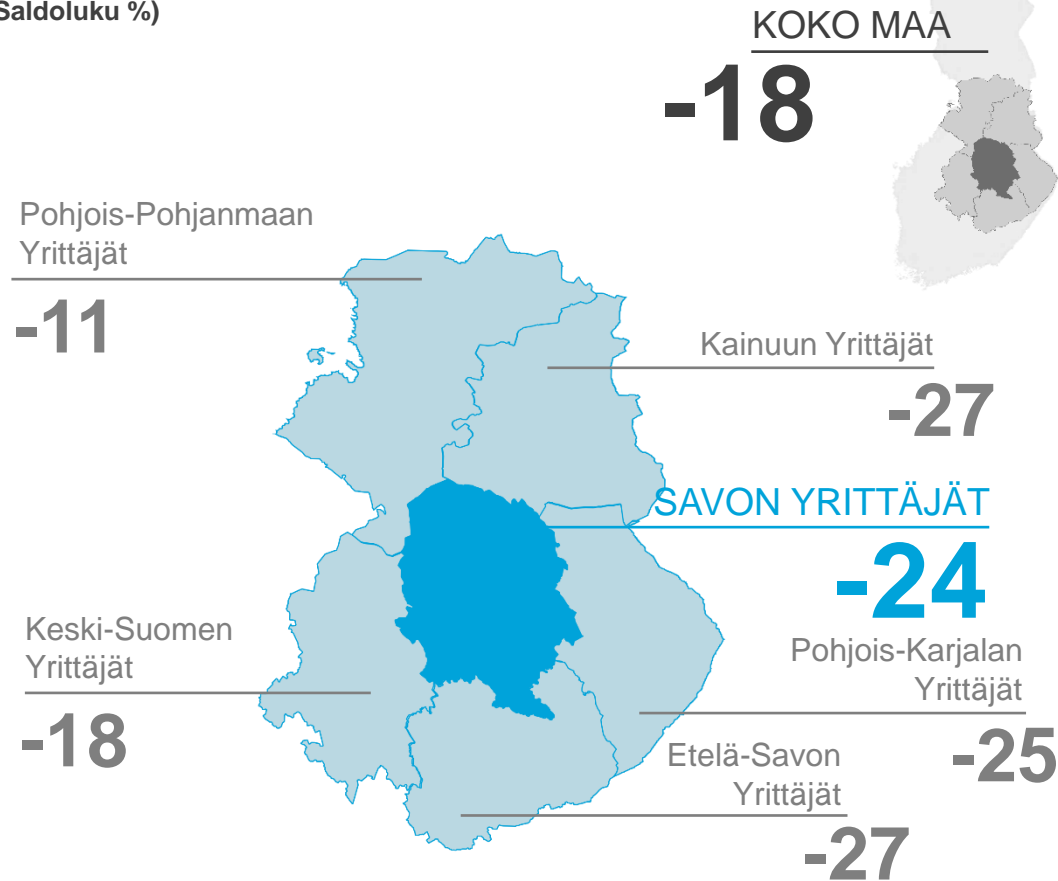 Saldoluku %)
KOKO MAA
-18
Pohjois-Pohjanmaan
Yrittäjät
-11
Kainuun Yrittäjät
-27
SAVON YRITTÄJÄT
-24
Keski-Suomen
Yrittäjät
-18
Pohjois-Karjalan
Yrittäjät
-25
Etelä-Savon
Yrittäjät
-27